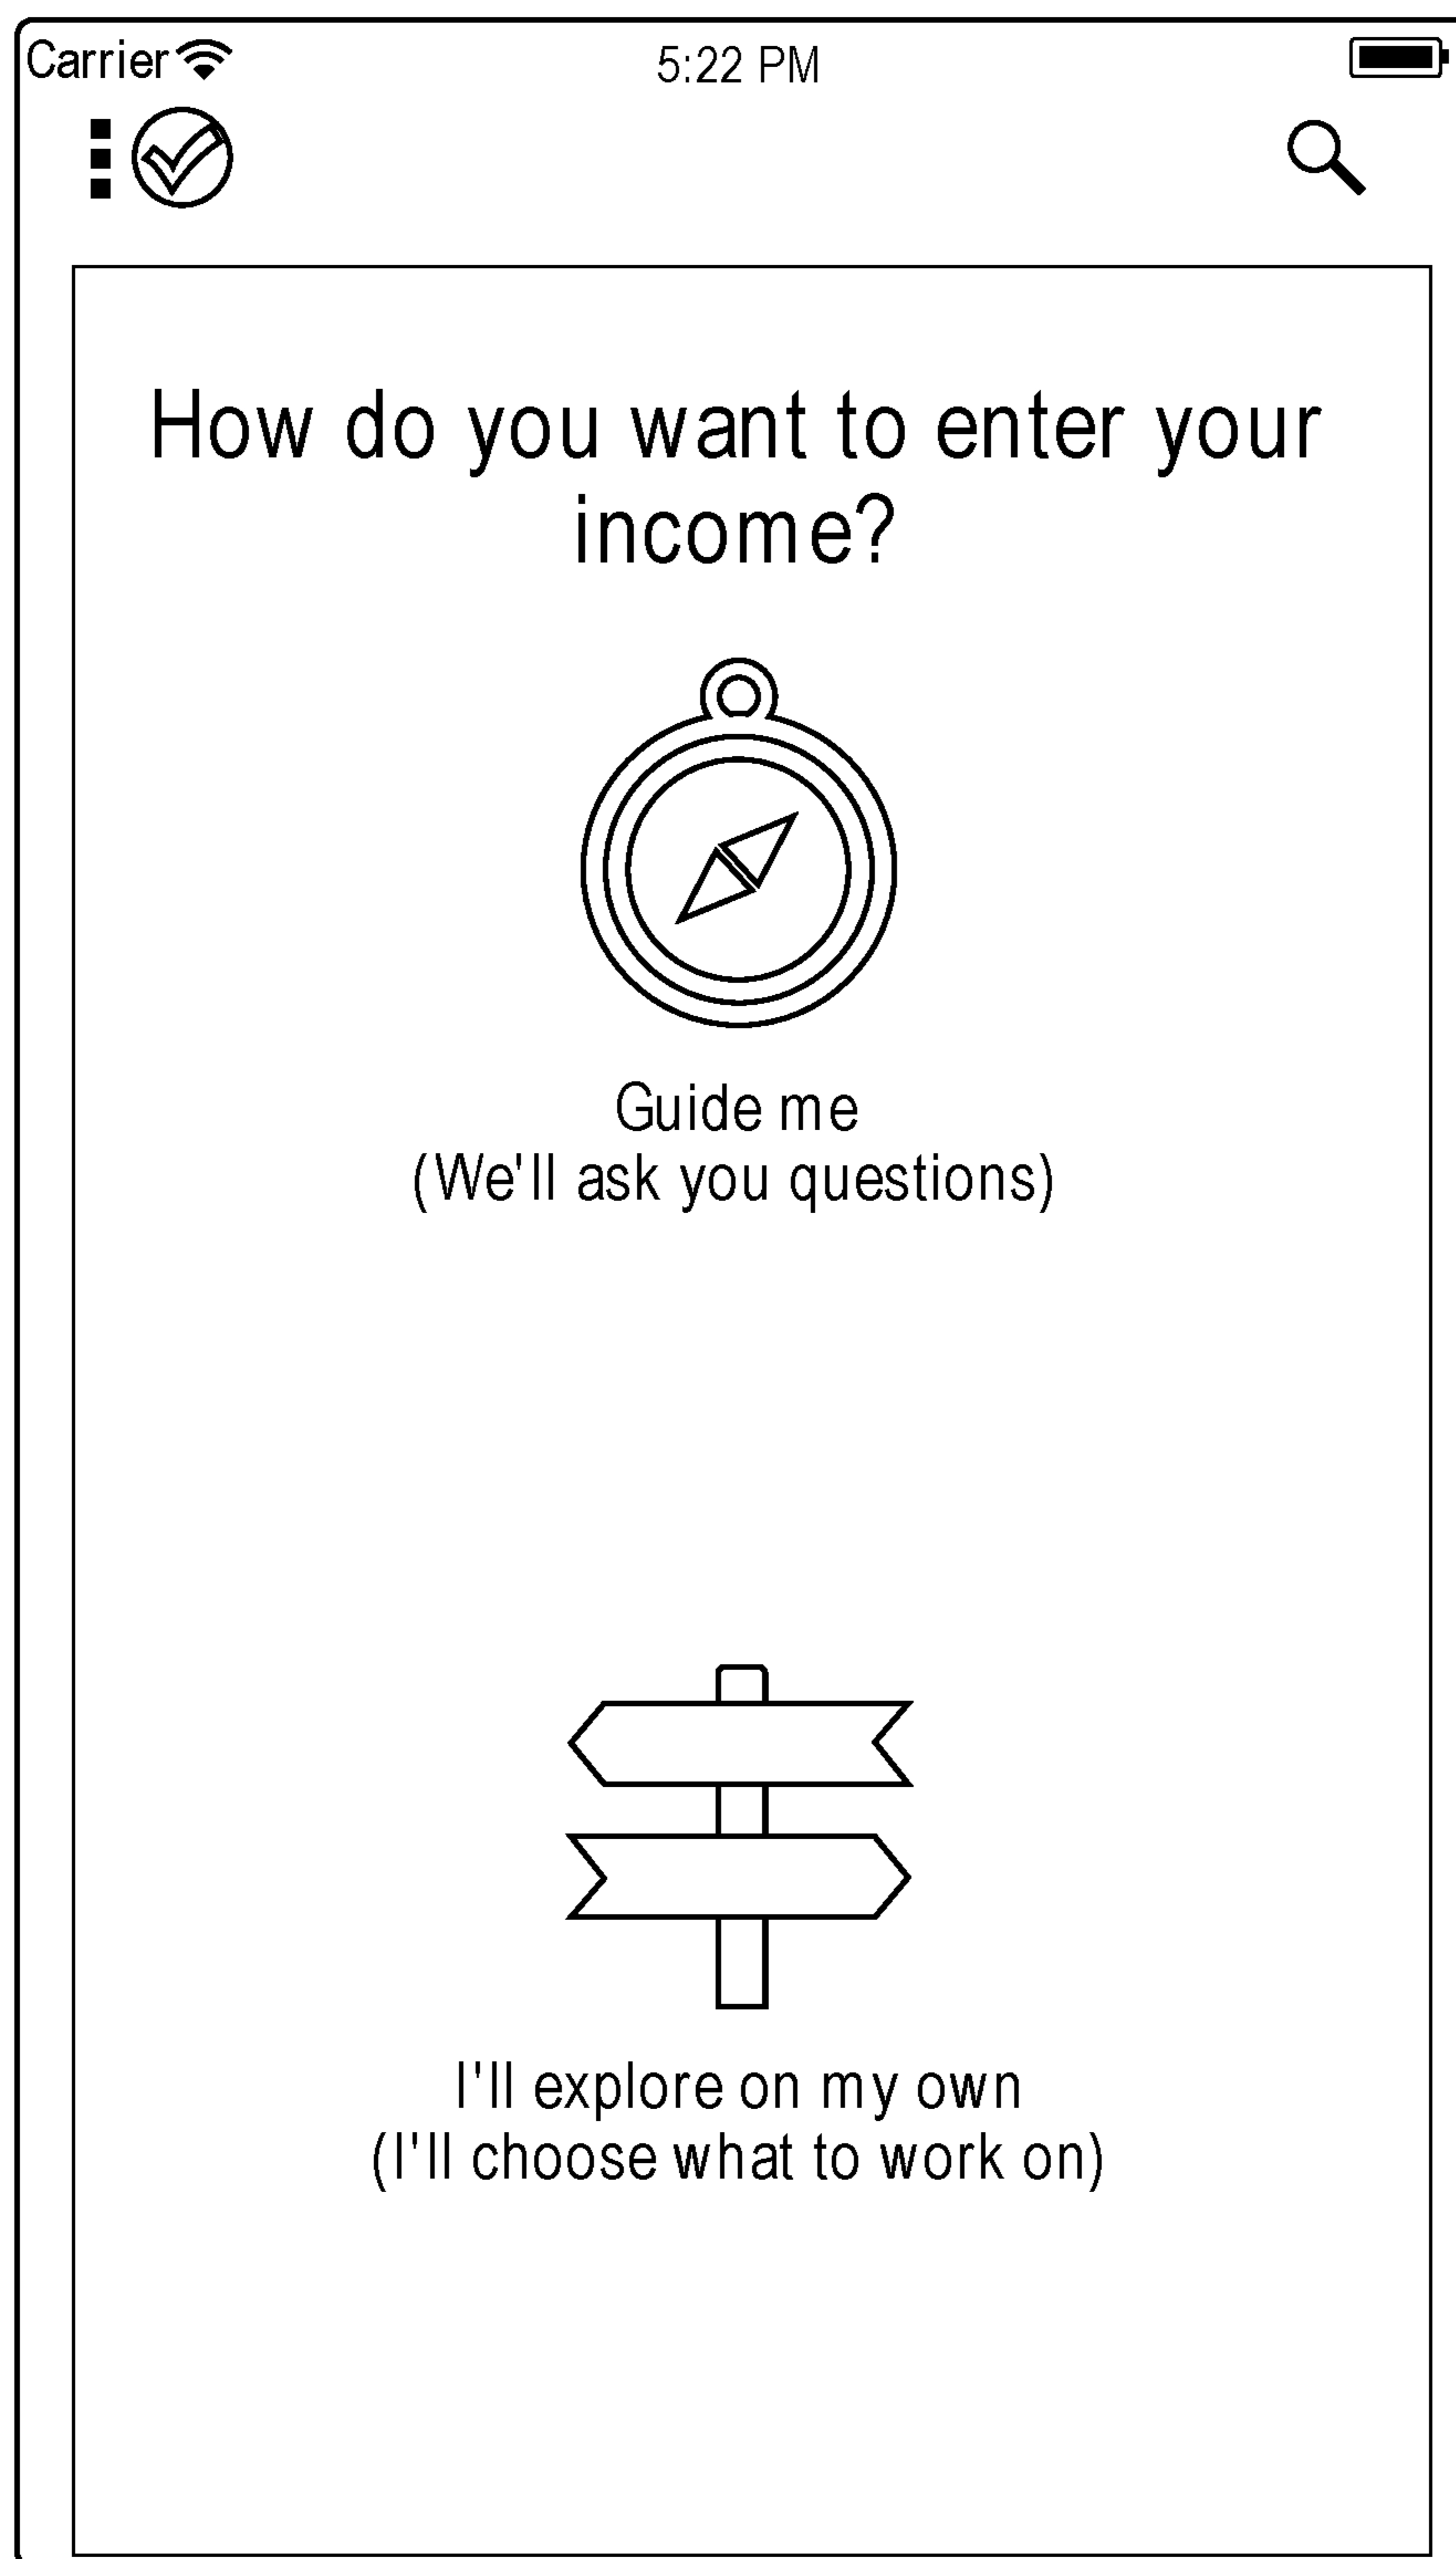 Carrier
5:22 PM
How do you want to enter your
income?
Guide me
(We'll ask you questions)
I'll explore on my own
(I'll choose what to work on)